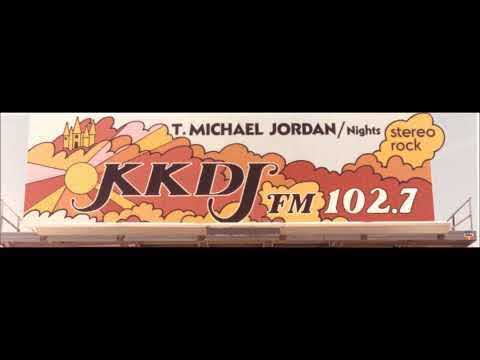 T. MICHAEL JORDAN/Nights
stereo
rock
KKDJ FM 102.7